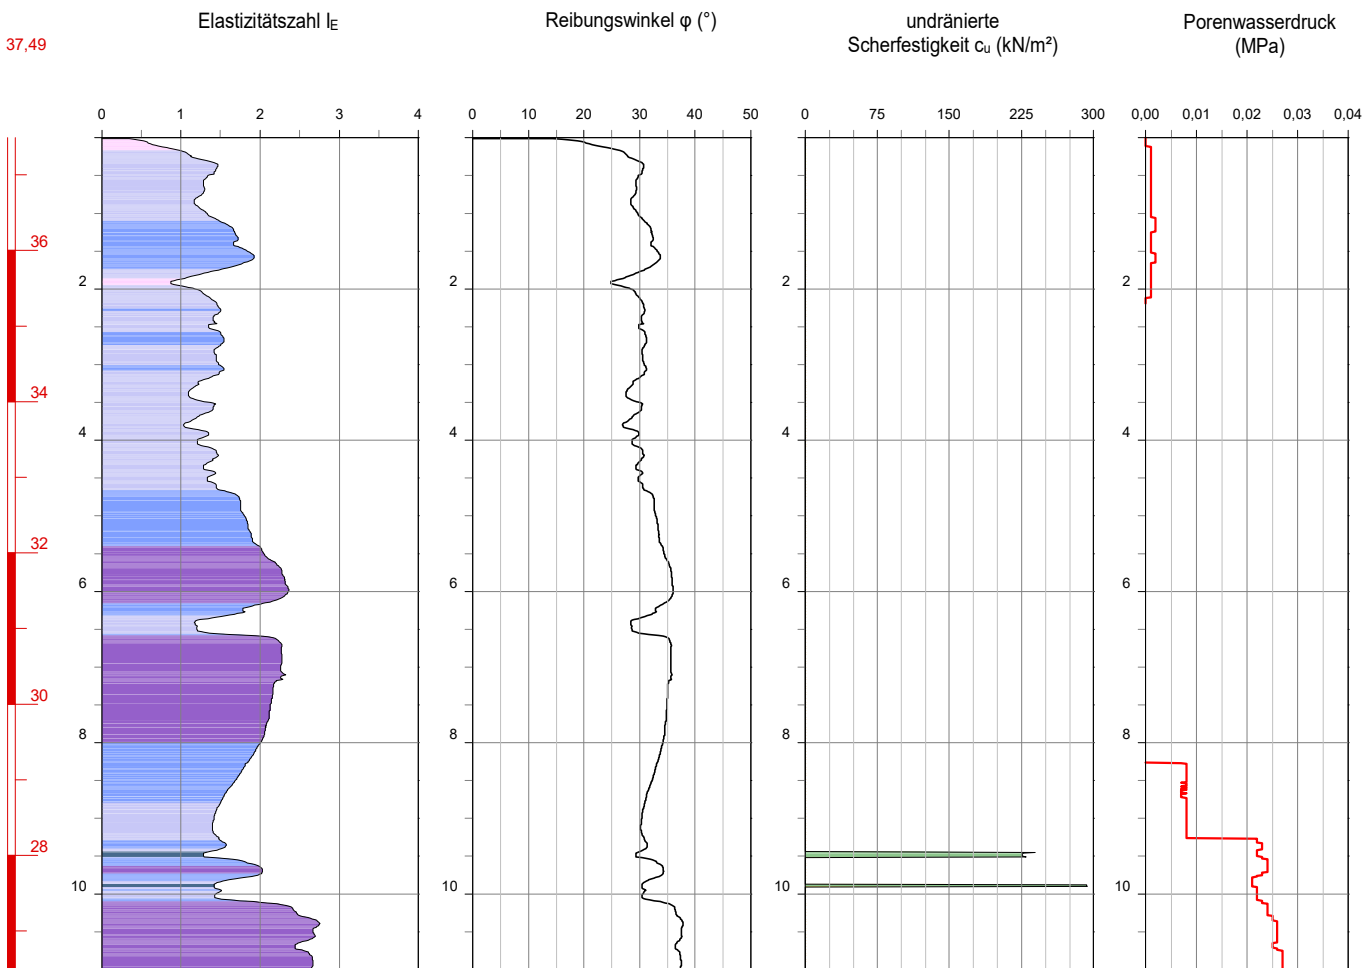 Elastizitätszahl IE
Reibungswinkel φ (°)
undränierte
Scherfestigkeit cu (kN/m²)
Porenwasserdruck
(MPa)
37,49
0 1 2 3 4
0 10 20 30 40 50
0 75 150 225 300
0,00 0,01 0,02 0,03 0,04
36
2 2 2 2
34
4 4 4 4
32
6 6 6 6
30
8 8 8 8
28
10 10 10 10